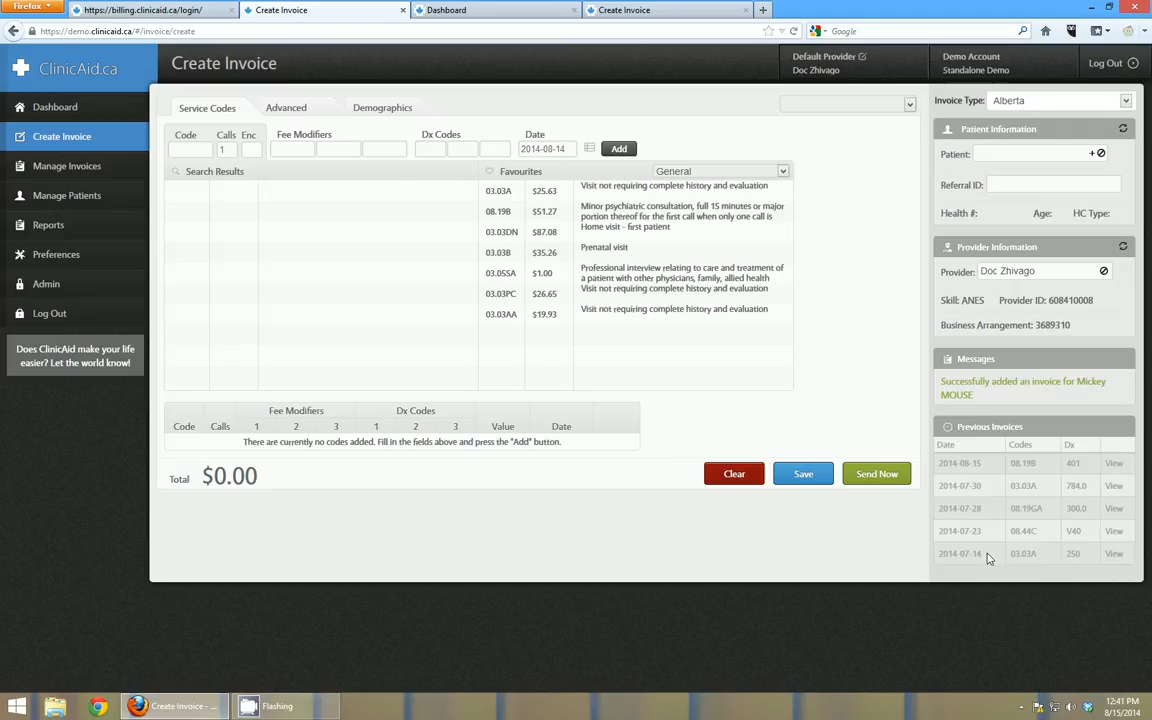 Firefox
https://billing.clinicaid.ca/login/ × Create Invoice × Dashboard × Create Invoice × +
demo.clinicaid.ca/#/invoice/create Google
ClinicAid.ca Create Invoice Default Provider Demo Account Log Out
Doc Zhivago Standalone Demo
Dashboard
Create Invoice
Manage Invoices
Manage Patients
Reports
Preferences
Admin
Log Out
Does ClinicAid make your life
easier? Let the world know!
Service Codes Advanced Demographics
Code Calls Enc Fee Modifiers Dx Codes Date
1 2014-08-14 Add
Search Results Favourites General
03.03A $25.63 Visit not requiring complete history and evaluation
08.19B $51.27 Minor psychiatric consultation, full 15 minutes or major
portion thereof for the first call when only one call is
03.03DN $87.08 Home visit - first patient
03.03B $35.26 Prenatal visit
03.05SA $1.00 Professional interview relating to care and treatment of
a patient with other physicians, family, allied health
03.03PC $26.65 Visit not requiring complete history and evaluation
03.03AA $19.93 Visit not requiring complete history and evaluation
Fee Modifiers Dx Codes
Code Calls 1 2 3 1 2 3 Value Date
There are currently no codes added. Fill in the fields above and press the "Add" button.
Total $0.00 Clear Save Send Now
Invoice Type: Alberta
Patient Information
Patient: +
Referral ID:
Health #: Age: HC Type:
Provider Information
Provider: Doc Zhivago
Skill: ANES Provider ID: 608410008
Business Arrangement: 3689310
Messages
Successfully added an invoice for Mickey
MOUSE
Previous Invoices
Date Codes Dx
2014-08-15 08.19B 401 View
2014-07-30 03.03A 784.0 View
2014-07-28 08.19GA 300.0 View
2014-07-23 08.44C V40 View
2014-07-14 03.03A 250 View
Create Invoice - ... Flashing
12:41 PM
8/15/2014